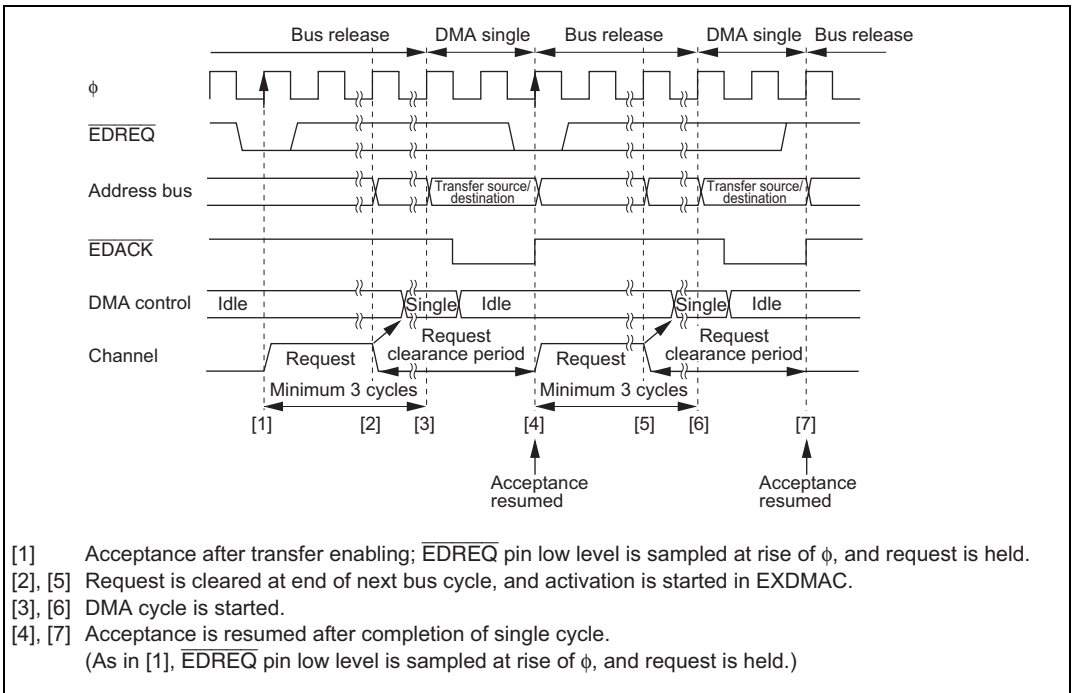 Bus release DMA single Bus release DMA single Bus release
φ
EDREQ
Address bus Transfer source/ destination Transfer source/ destination
EDACK
DMA control Idle Single Idle Single Idle
Channel Request Request clearance period Request Request clearance period
Minimum 3 cycles Minimum 3 cycles
[1] [2] [3] [4] [5] [6] [7]
Acceptance resumed Acceptance resumed
[1] Acceptance after transfer enabling; EDREQ pin low level is sampled at rise of φ, and request is held.
[2], [5] Request is cleared at end of next bus cycle, and activation is started in EXDMAC.
[3], [6] DMA cycle is started.
[4], [7] Acceptance is resumed after completion of single cycle.
(As in [1], EDREQ pin low level is sampled at rise of φ, and request is held.)